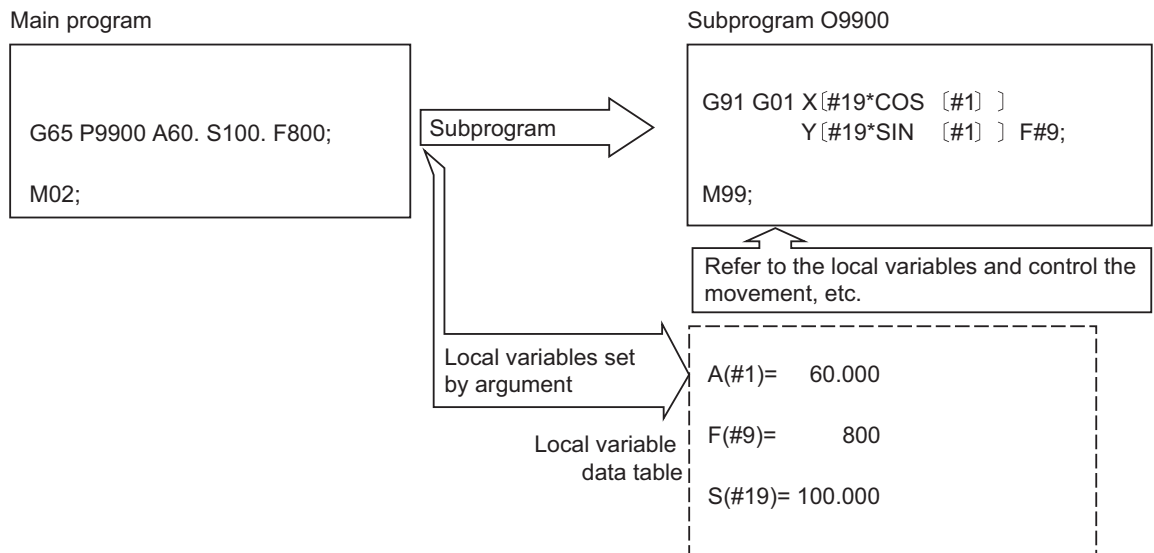 Main program
G65 P9900 A60. S100. F800;
M02;
Subprogram
Subprogram O9900
G91 G01 X〔#19*COS 〔#1〕〕
Y〔#19*SIN 〔#1〕〕 F#9;
M99;
Refer to the local variables and control the
movement, etc.
Local variables set
by argument
Local variable
data table
A(#1)= 60.000
F(#9)= 800
S(#19)= 100.000